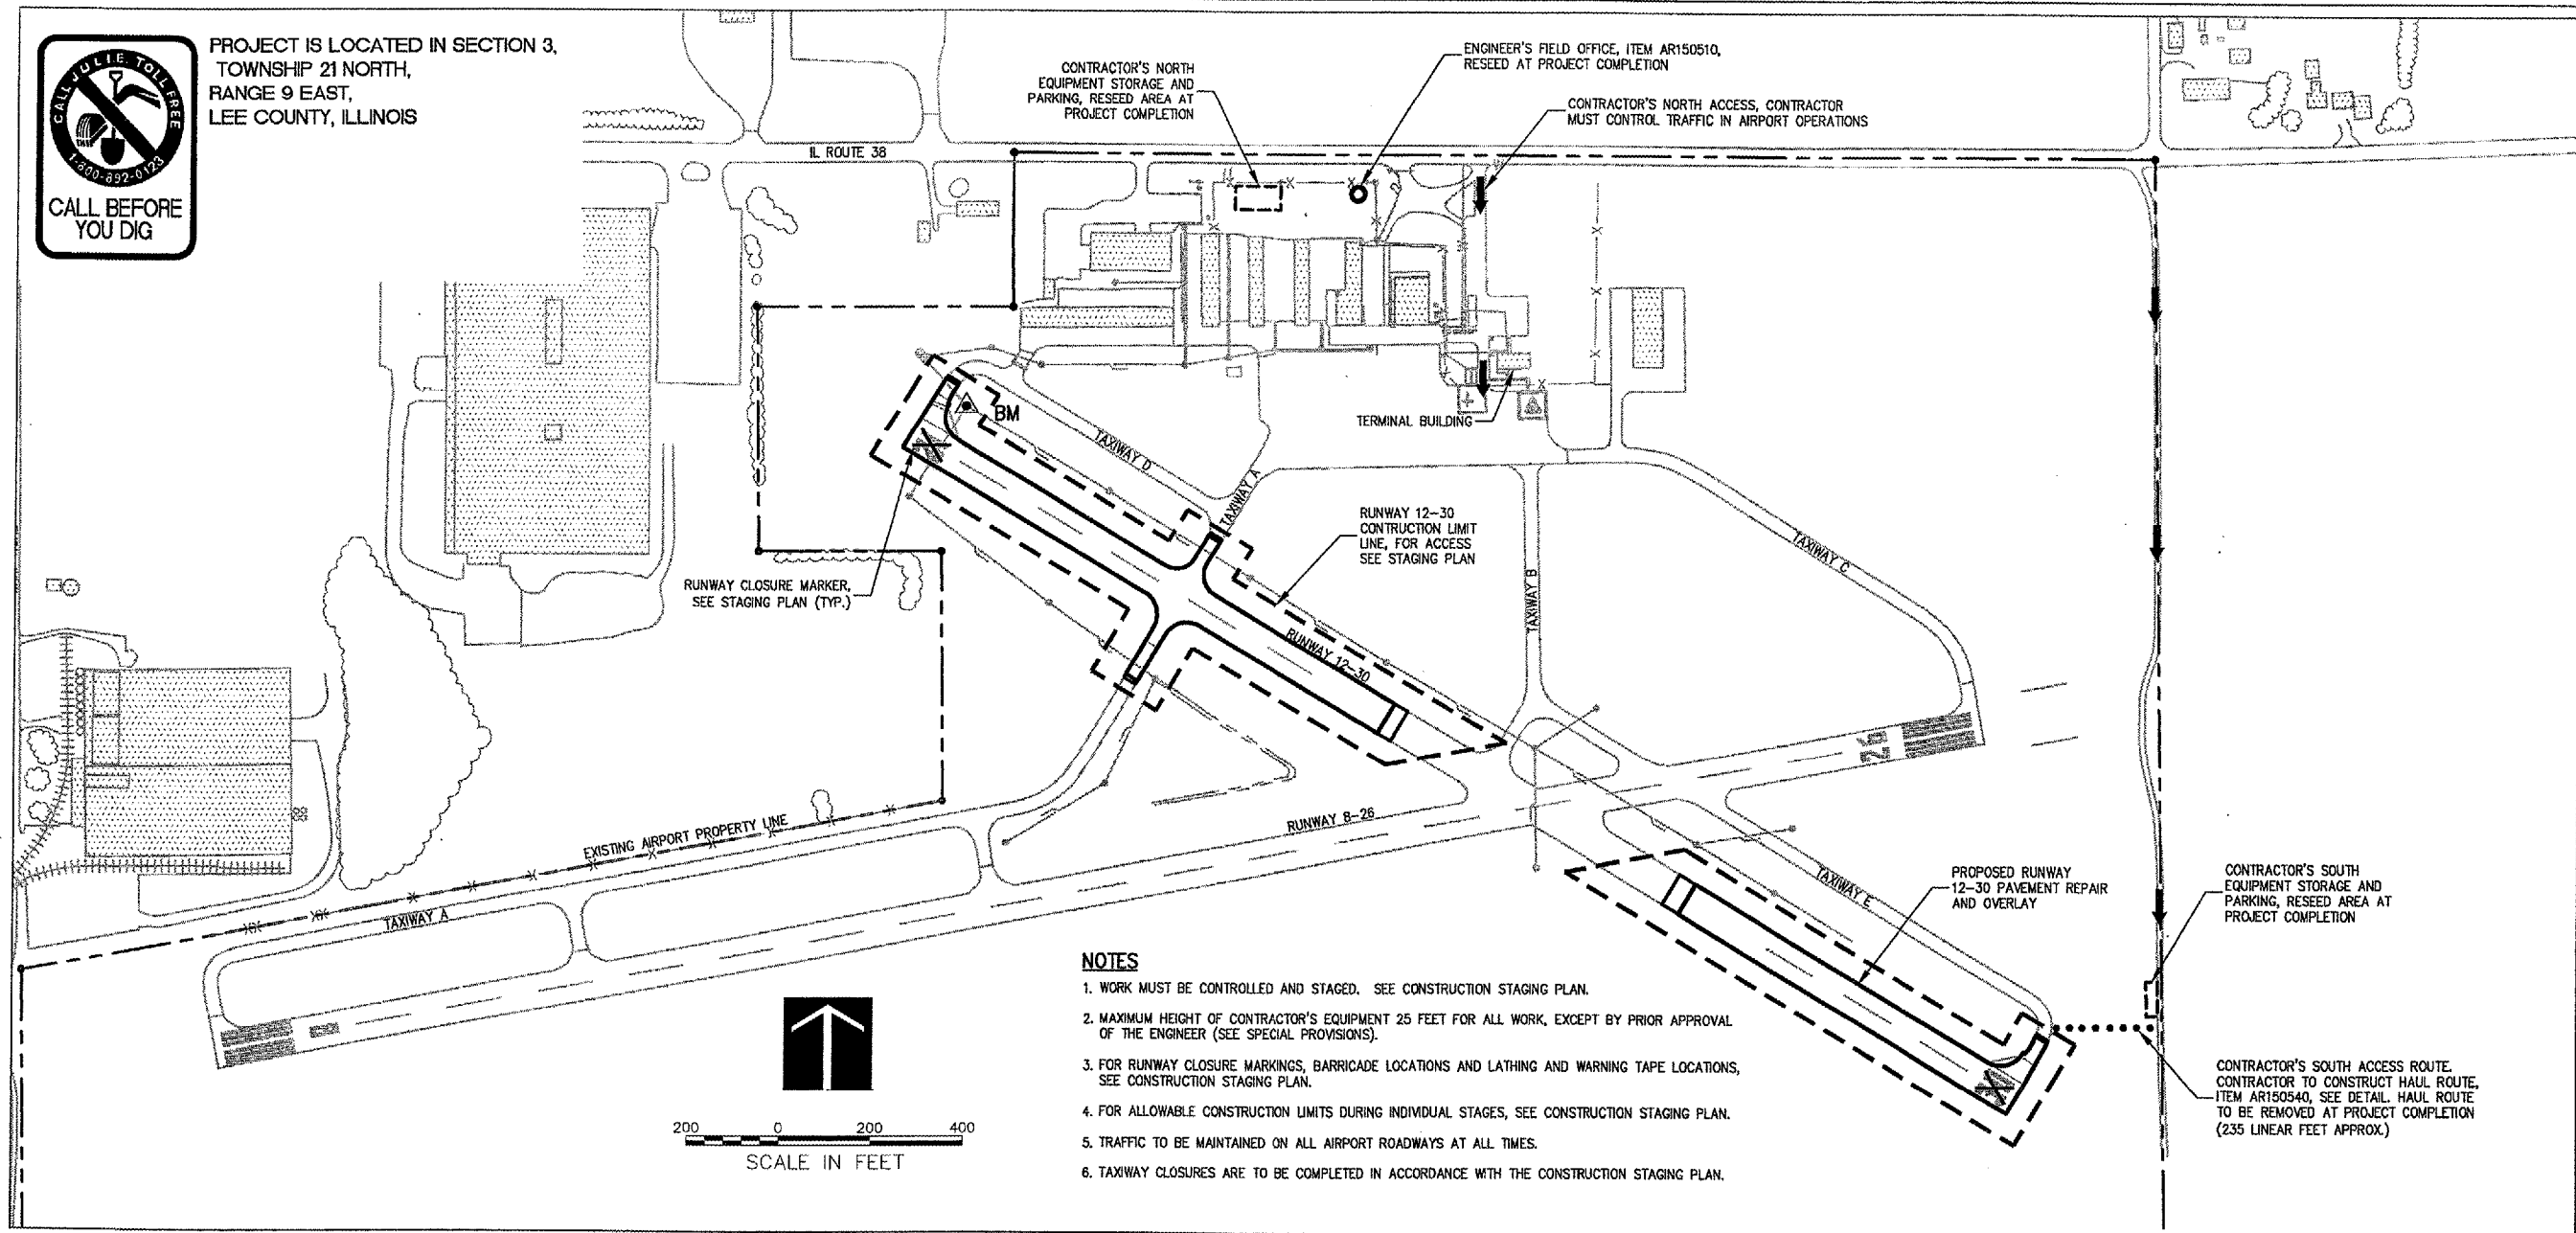 CALL J.U.L.I.E. TOLL FREE
1-800-892-0123
CALL BEFORE
YOU DIG
PROJECT IS LOCATED IN SECTION 3,
TOWNSHIP 21 NORTH,
RANGE 9 EAST,
LEE COUNTY, ILLINOIS
CONTRACTOR'S NORTH
EQUIPMENT STORAGE AND
PARKING, RESEED AREA AT
PROJECT COMPLETION
ENGINEER'S FIELD OFFICE, ITEM AR150510,
RESEED AT PROJECT COMPLETION
CONTRACTOR'S NORTH ACCESS, CONTRACTOR
MUST CONTROL TRAFFIC IN AIRPORT OPERATIONS
IL ROUTE 38
BM
TERMINAL BUILDING
TAXIWAY D
TAXIWAY A
RUNWAY 12-30
CONTRUCTION LIMIT
LINE, FOR ACCESS
SEE STAGING PLAN
TAXIWAY C
TAXIWAY B
RUNWAY CLOSURE MARKER,
SEE STAGING PLAN (TYP.)
RUNWAY 12-30
26
RUNWAY 8-26
EXISTING AIRPORT PROPERTY LINE
TAXIWAY A
TAXIWAY E
PROPOSED RUNWAY
12-30 PAVEMENT REPAIR
AND OVERLAY
CONTRACTOR'S SOUTH
EQUIPMENT STORAGE AND
PARKING, RESEED AREA AT
PROJECT COMPLETION
CONTRACTOR'S SOUTH ACCESS ROUTE.
CONTRACTOR TO CONSTRUCT HAUL ROUTE,
ITEM AR150540, SEE DETAIL. HAUL ROUTE
TO BE REMOVED AT PROJECT COMPLETION
(235 LINEAR FEET APPROX.)
NOTES
1. WORK MUST BE CONTROLLED AND STAGED. SEE CONSTRUCTION STAGING PLAN.
2. MAXIMUM HEIGHT OF CONTRACTOR'S EQUIPMENT 25 FEET FOR ALL WORK, EXCEPT BY PRIOR APPROVAL
OF THE ENGINEER (SEE SPECIAL PROVISIONS).
3. FOR RUNWAY CLOSURE MARKINGS, BARRICADE LOCATIONS AND LATHING AND WARNING TAPE LOCATIONS,
SEE CONSTRUCTION STAGING PLAN.
4. FOR ALLOWABLE CONSTRUCTION LIMITS DURING INDIVIDUAL STAGES, SEE CONSTRUCTION STAGING PLAN.
5. TRAFFIC TO BE MAINTAINED ON ALL AIRPORT ROADWAYS AT ALL TIMES.
6. TAXIWAY CLOSURES ARE TO BE COMPLETED IN ACCORDANCE WITH THE CONSTRUCTION STAGING PLAN.
200 0 200 400
SCALE IN FEET